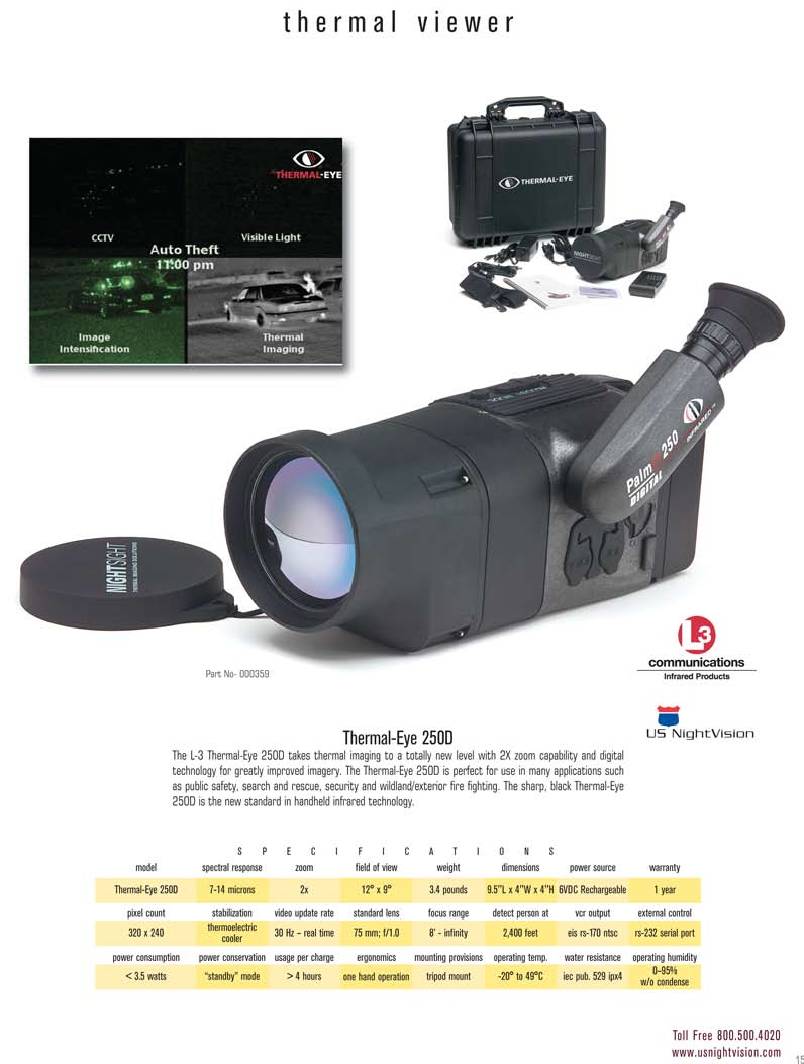 thermal viewer
THERMAL-EYE
CCTV
Visible Light
Auto Theft
11:00 pm
Image
Intensification
Thermal
Imaging
THERMAL-EYE
NIGHTSIGHT
Palm IR 250
DIGITAL
INFRARED
NIGHTSIGHT
THERMAL IMAGING SOLUTIONS
Part No- 000359
L3
communications
Infrared Products
US NightVision
Thermal-Eye 250D
The L-3 Thermal-Eye 250D takes thermal imaging to a totally new level with 2X zoom capability and digital
technology for greatly improved imagery. The Thermal-Eye 250D is perfect for use in many applications such
as public safety, search and rescue, security and wildland/exterior fire fighting. The sharp, black Thermal-Eye
250D is the new standard in handheld infrared technology.
SPECIFICATIONS
model spectral response zoom field of view weight dimensions power source warranty
Thermal-Eye 250D 7-14 microns 2x 12° x 9° 3.4 pounds 9.5"L x 4"W x 4"H 6VDC Rechargeable 1 year
pixel count stabilization video update rate standard lens focus range detect person at vcr output external control
320 x 240 thermoelectric cooler 30 Hz – real time 75 mm; f/1.0 8' - infinity 2,400 feet eis rs-170 ntsc rs-232 serial port
power consumption power conservation usage per charge ergonomics mounting provisions operating temp. water resistance operating humidity
< 3.5 watts "standby" mode > 4 hours one hand operation tripod mount -20° to 49°C iec pub. 529 ipx4 0-95% w/o condense
Toll Free 800.500.4020
www.usnightvision.com
15